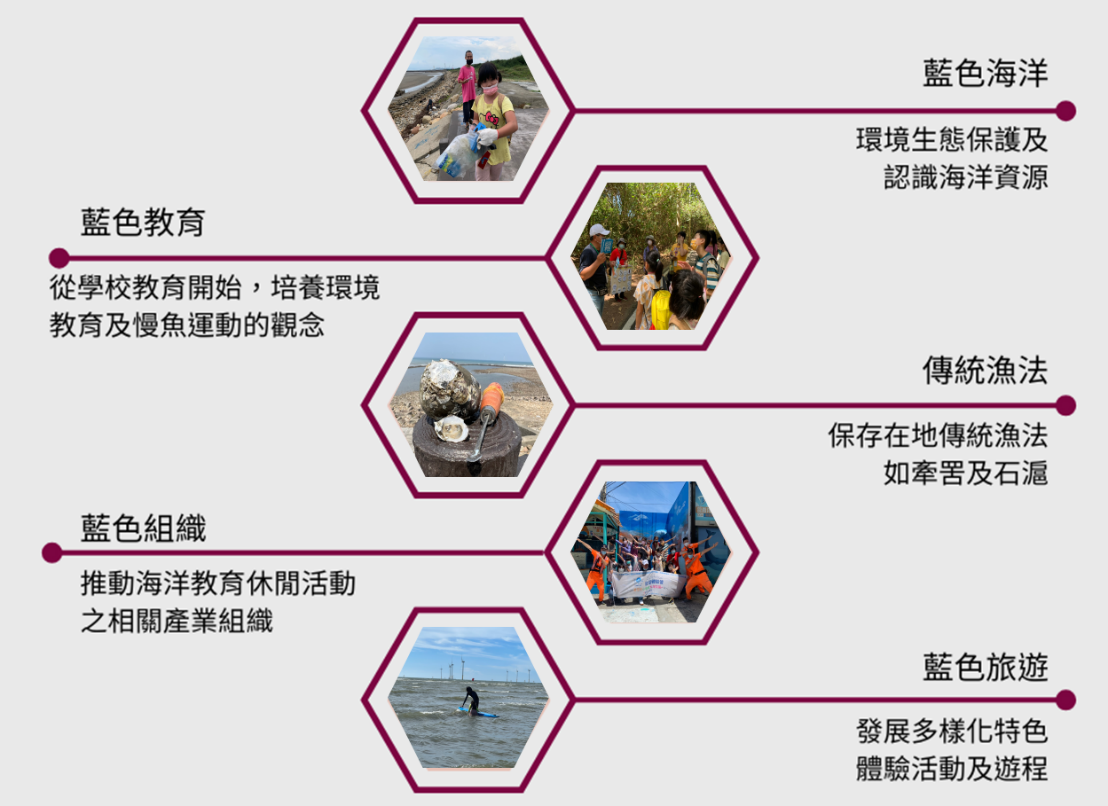 藍色海洋
環境生態保護及
認識海洋資源
藍色教育
從學校教育開始，培養環境
教育及慢魚運動的觀念
傳統漁法
保存在地傳統漁法
如牽罟及石滬
藍色組織
推動海洋教育休閒活動
之相關產業組織
藍色旅遊
發展多樣化特色
體驗活動及遊程